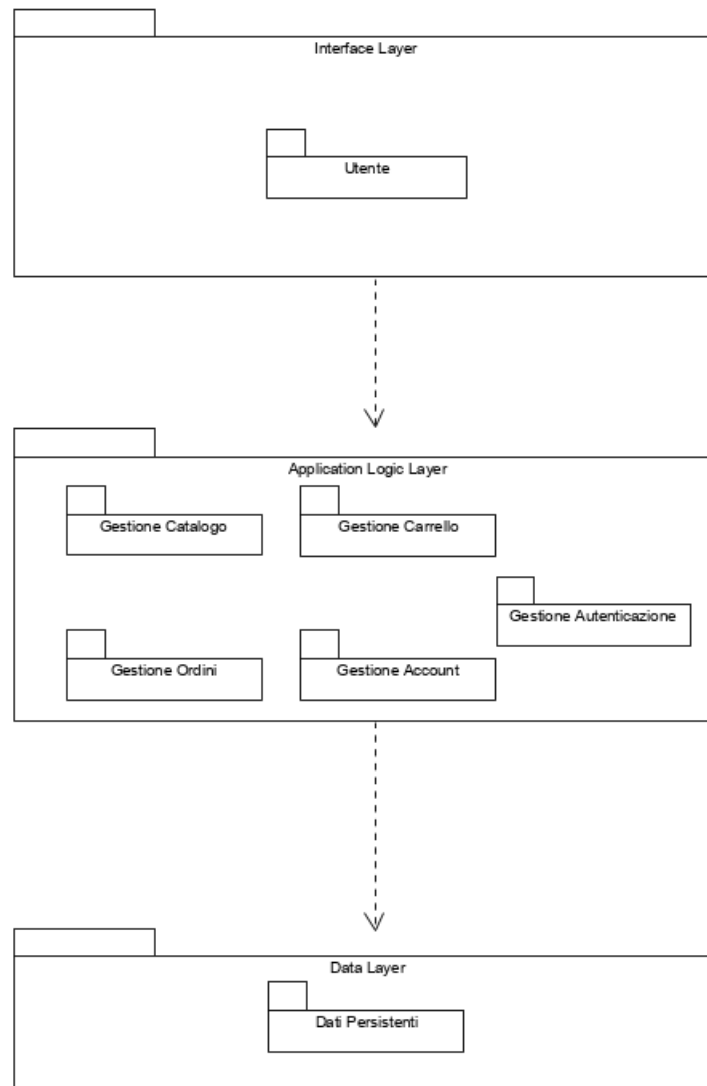 Interface Layer
Utente
Application Logic Layer
Gestione Catalogo
Gestione Carrello
Gestione Autenticazione
Gestione Ordini
Gestione Account
Data Layer
Dati Persistenti